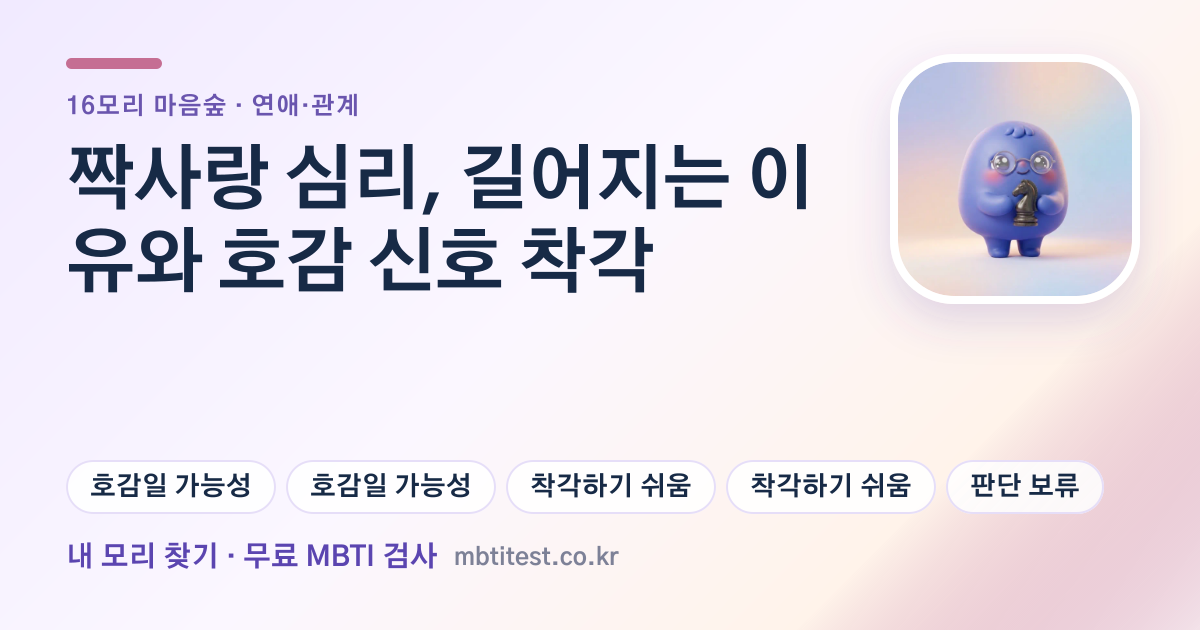 16모리 마음숲 · 연애·관계
짝사랑 심리, 길어지는 이
유와 호감 신호 착각
호감일 가능성 호감일 가능성 착각하기 쉬움 착각하기 쉬움 판단 보류
내 모리 찾기 · 무료 MBTI 검사 mbtitest.co.kr